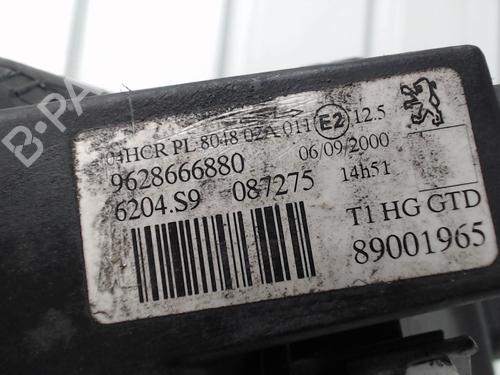 04HCR PL 8048 02A 011 E2 12.5
9628666880 06/09/2000
6204.S9 087275 14h51
T1 HG GTD
89001965
B-PA